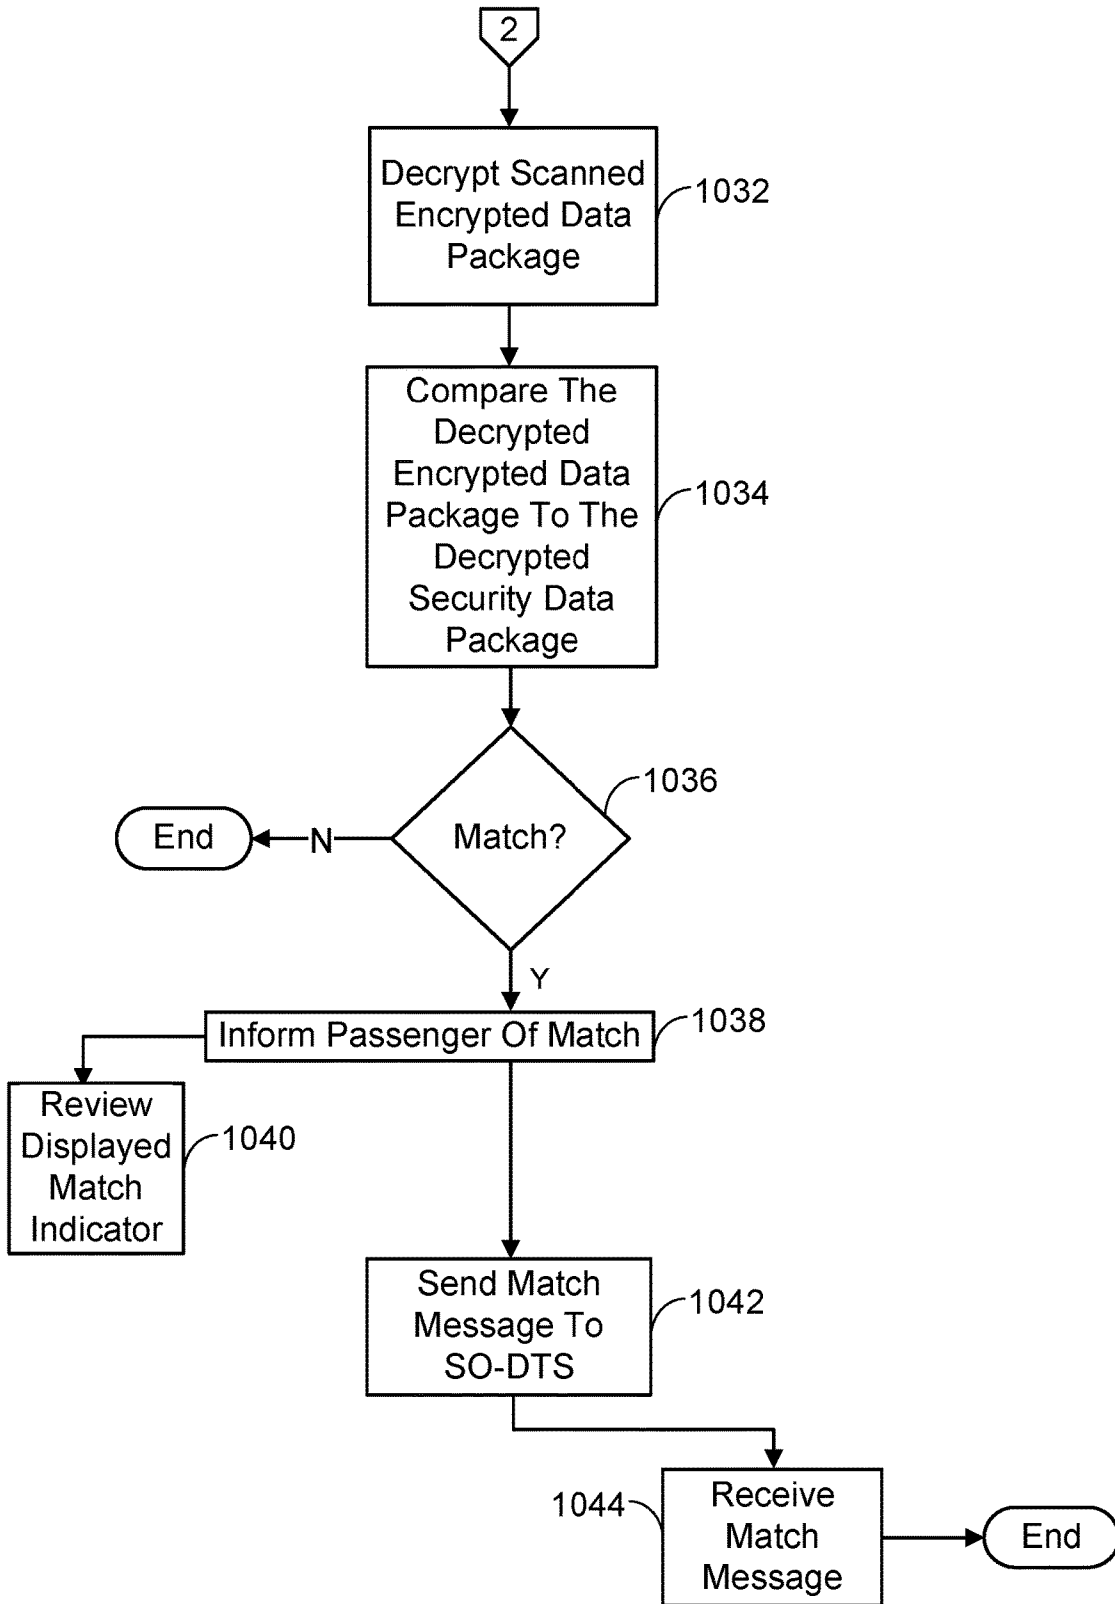 2
Decrypt Scanned
Encrypted Data
Package
1032
Compare The
Decrypted
Encrypted Data
Package To The
Decrypted
Security Data
Package
1034
Match?
1036
N
End
Y
Inform Passenger Of Match
1038
Review
Displayed
Match
Indicator
1040
Send Match
Message To
SO-DTS
1042
1044
Receive
Match
Message
End